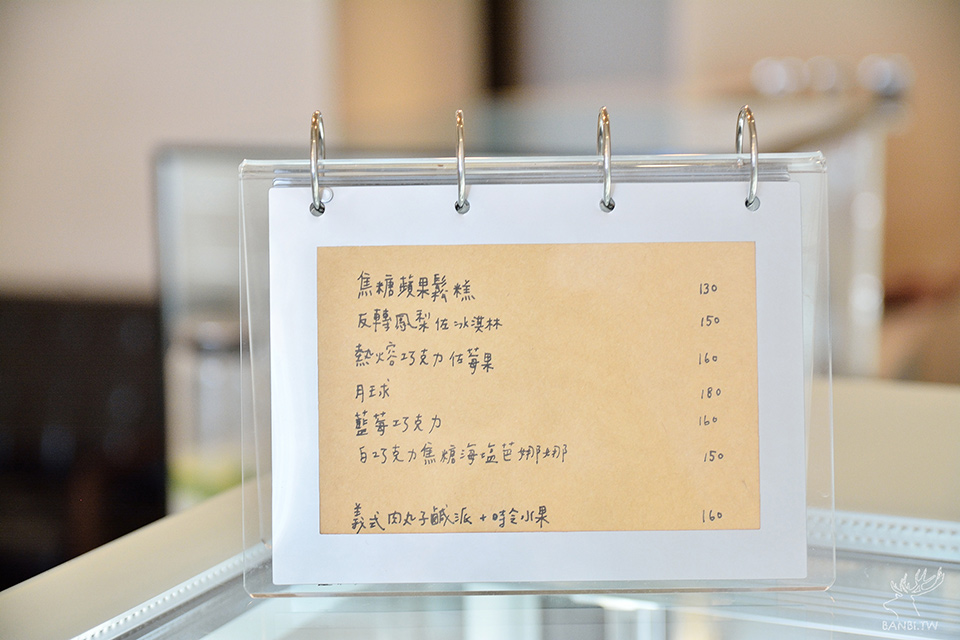 焦糖蘋果鬆糕 130
反轉鳳梨佐冰淇淋 150
熱熔巧克力佐莓果 160
月球 180
藍莓巧克力 160
白巧克力焦糖海塩芭娜娜 150
義式肉丸子鹹派+時令水果 160
BANBI.TW